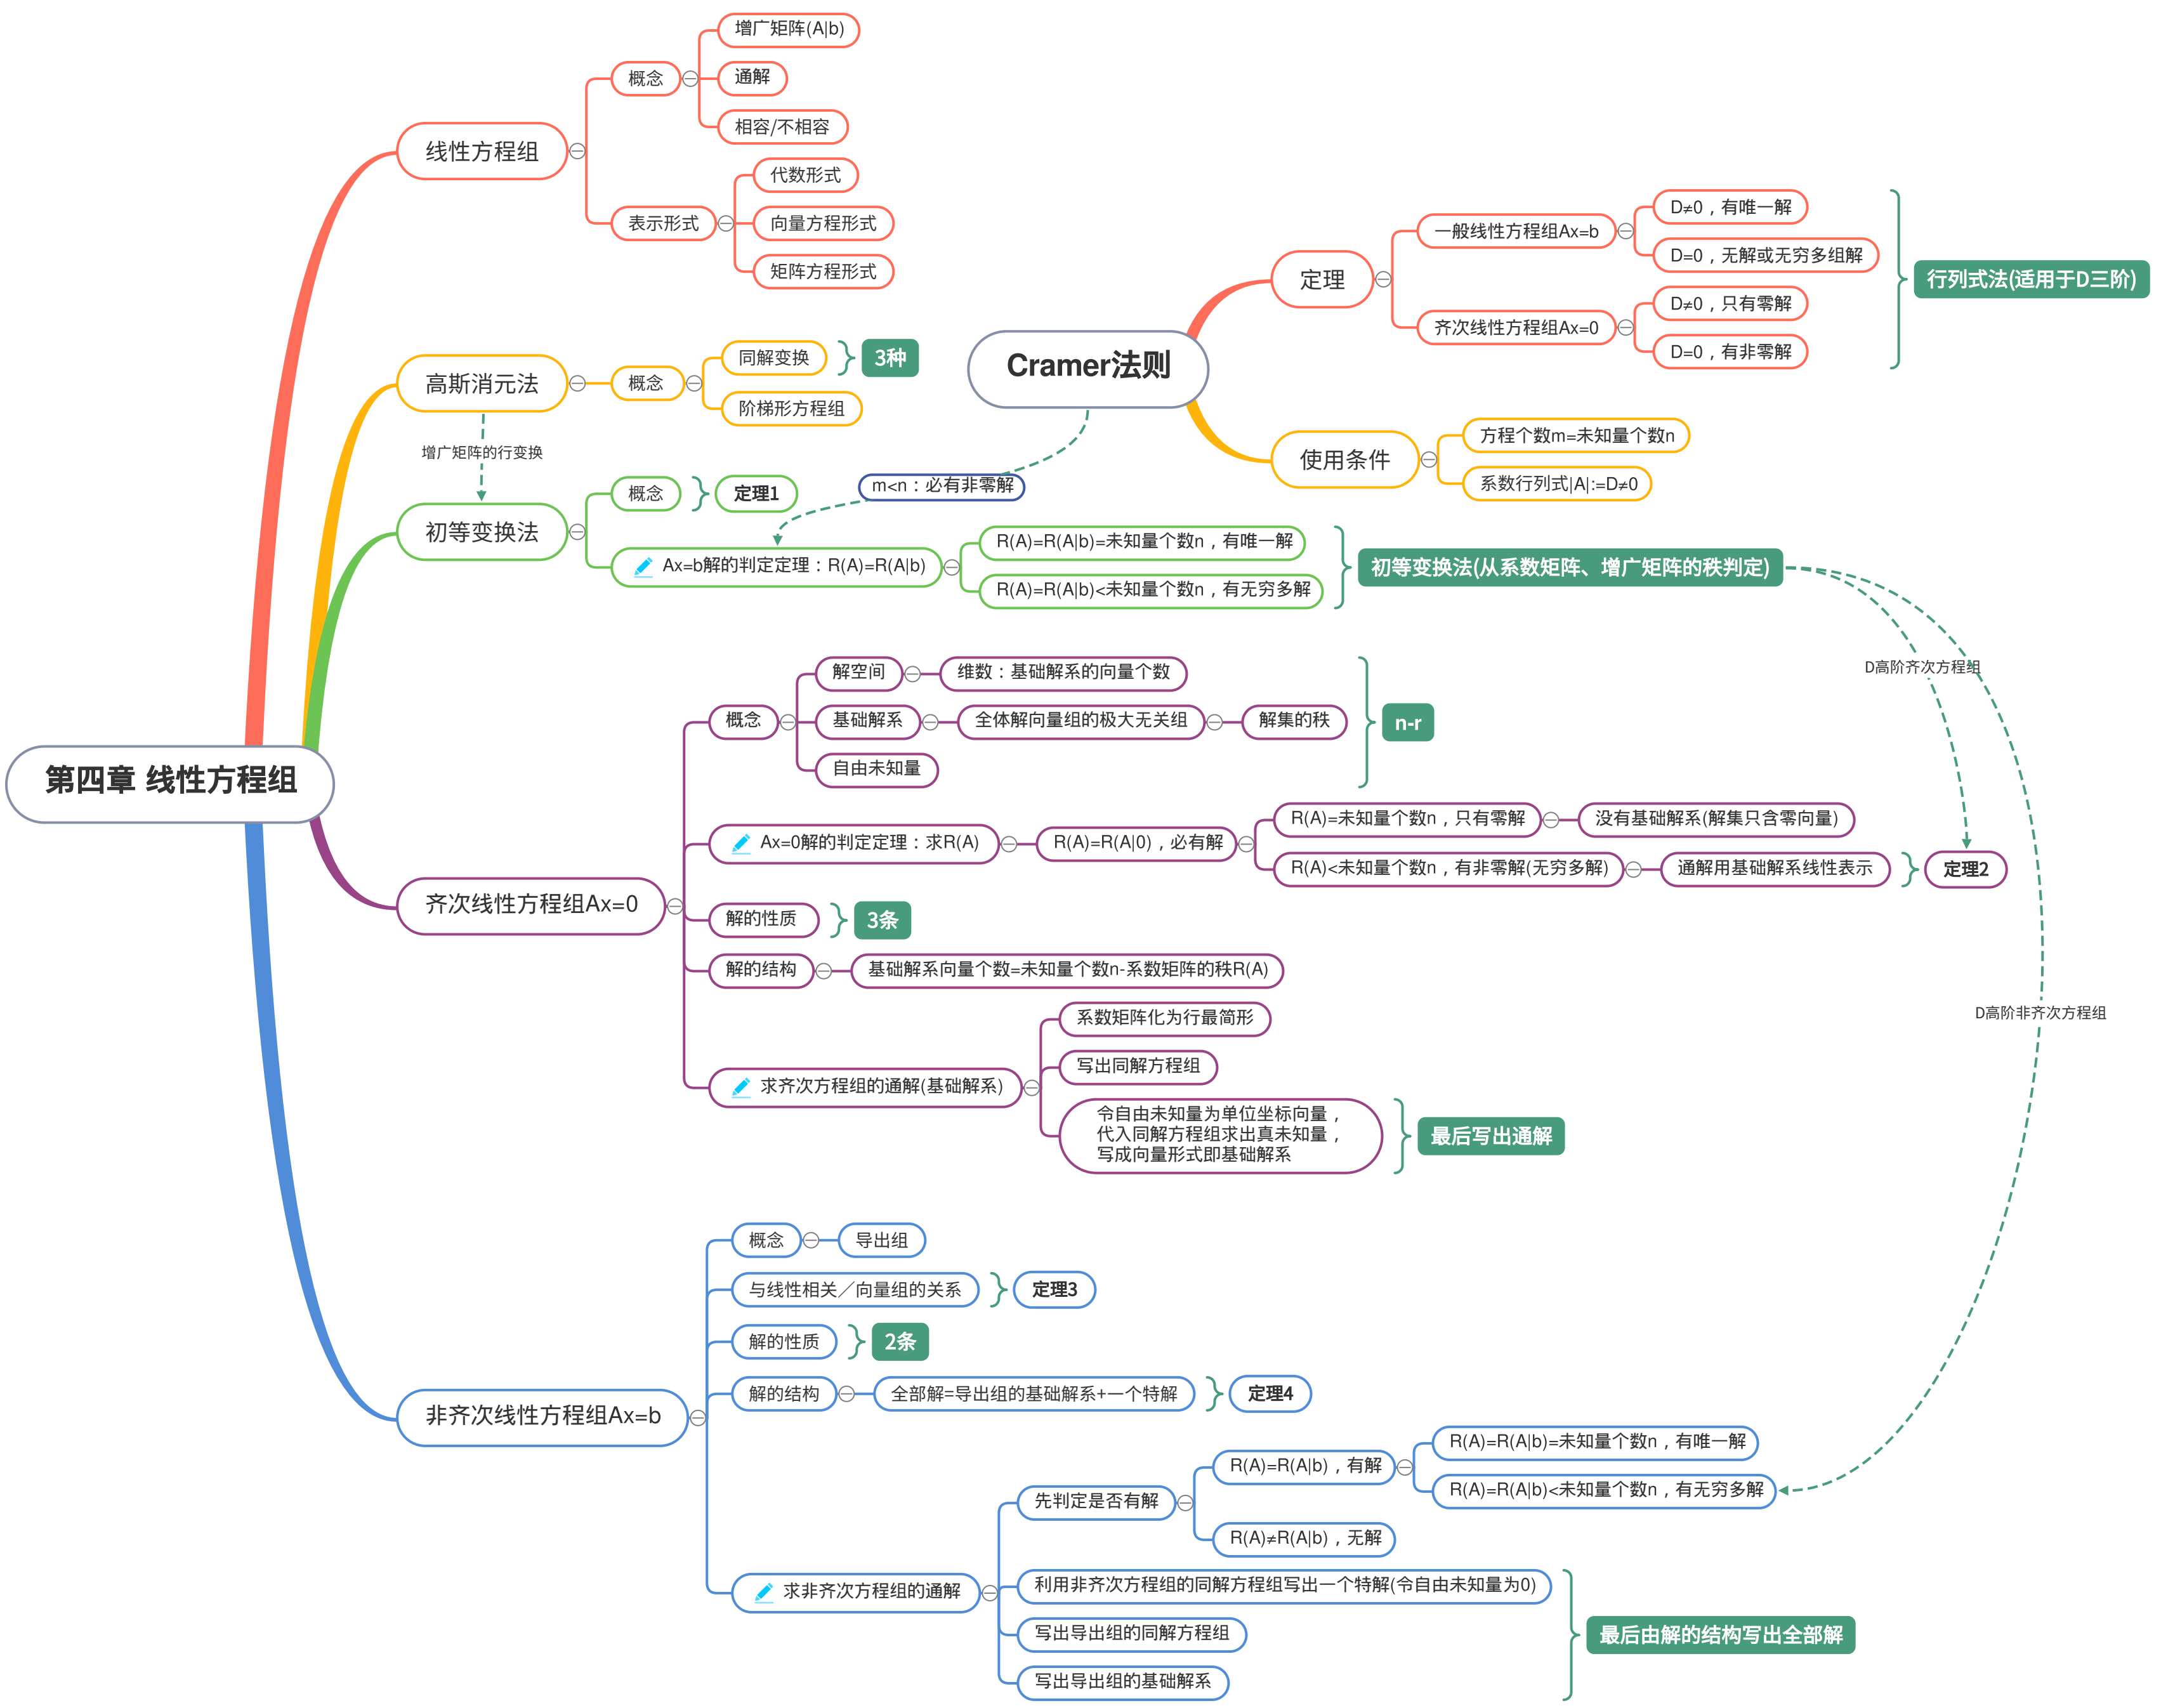 第四章 线性方程组
线性方程组
概念
增广矩阵(A|b)
通解
相容/不相容
表示形式
代数形式
向量方程形式
矩阵方程形式
高斯消元法
概念
同解变换
3种
阶梯形方程组
增广矩阵的行变换
初等变换法
概念
定理1
Ax=b解的判定定理：R(A)=R(A|b)
R(A)=R(A|b)=未知量个数n，有唯一解
R(A)=R(A|b)<未知量个数n，有无穷多解
初等变换法(从系数矩阵、增广矩阵的秩判定)
Cramer法则
定理
一般线性方程组Ax=b
D≠0，有唯一解
D=0，无解或无穷多组解
齐次线性方程组Ax=0
D≠0，只有零解
D=0，有非零解
行列式法(适用于D三阶)
使用条件
方程个数m=未知量个数n
系数行列式|A|:=D≠0
m<n：必有非零解
D高阶齐次方程组
D高阶非齐次方程组
齐次线性方程组Ax=0
概念
解空间
维数：基础解系的向量个数
基础解系
全体解向量组的极大无关组
解集的秩
自由未知量
n-r
Ax=0解的判定定理：求R(A)
R(A)=R(A|0)，必有解
R(A)=未知量个数n，只有零解
没有基础解系(解集只含零向量)
R(A)<未知量个数n，有非零解(无穷多解)
通解用基础解系线性表示
定理2
解的性质
3条
解的结构
基础解系向量个数=未知量个数n-系数矩阵的秩R(A)
求齐次方程组的通解(基础解系)
系数矩阵化为行最简形
写出同解方程组
令自由未知量为单位坐标向量，
代入同解方程组求出真未知量，
写成向量形式即基础解系
最后写出通解
非齐次线性方程组Ax=b
概念
导出组
与线性相关／向量组的关系
定理3
解的性质
2条
解的结构
全部解=导出组的基础解系+一个特解
定理4
求非齐次方程组的通解
先判定是否有解
R(A)=R(A|b)，有解
R(A)=R(A|b)=未知量个数n，有唯一解
R(A)=R(A|b)<未知量个数n，有无穷多解
R(A)≠R(A|b)，无解
利用非齐次方程组的同解方程组写出一个特解(令自由未知量为0)
写出导出组的同解方程组
写出导出组的基础解系
最后由解的结构写出全部解